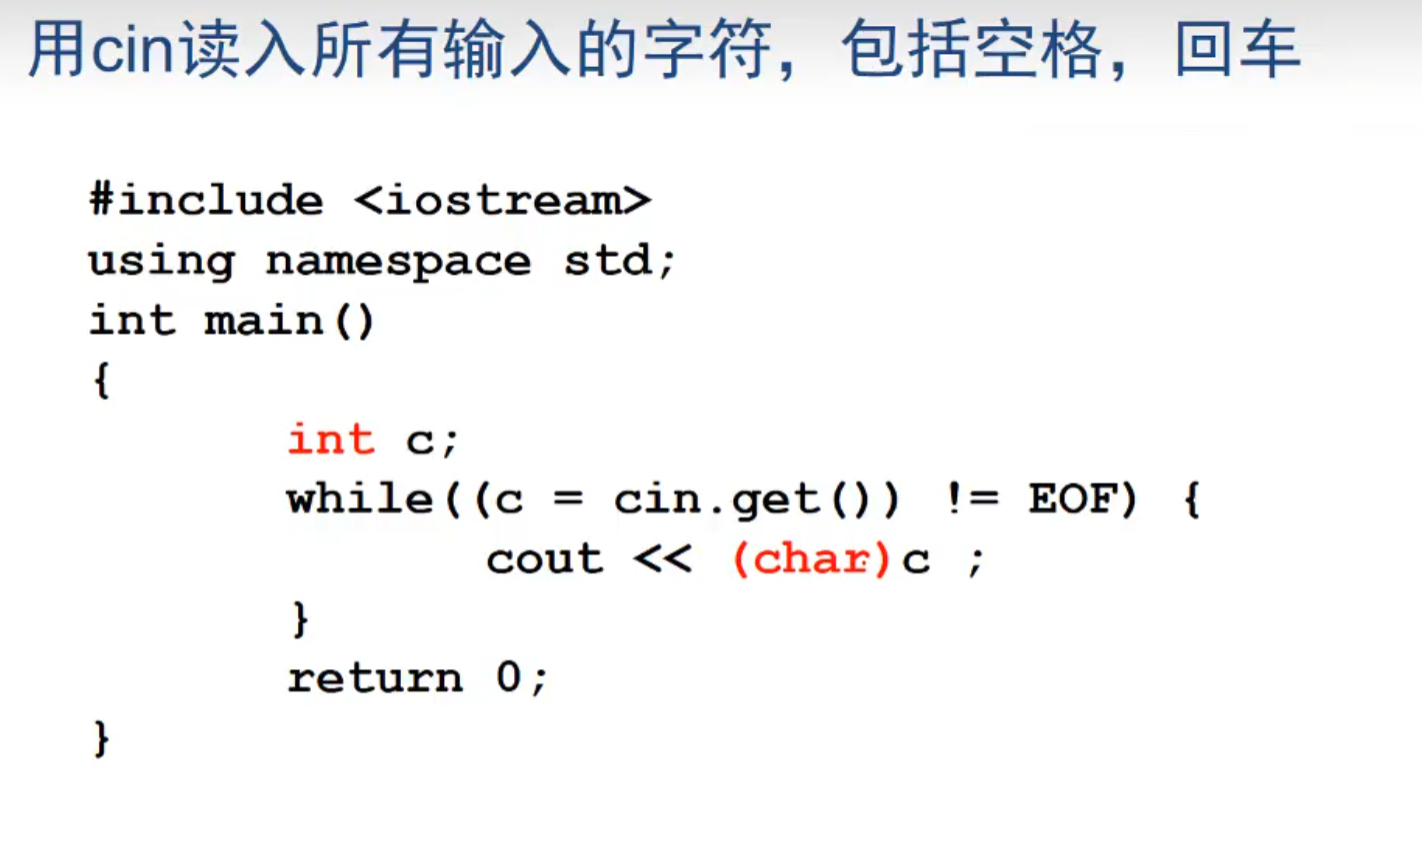 用cin读入所有输入的字符，包括空格，回车
#include <iostream>
using namespace std;
int main()
{
int c;
while((c = cin.get()) != EOF) {
cout << (char)c ;
}
return 0;
}